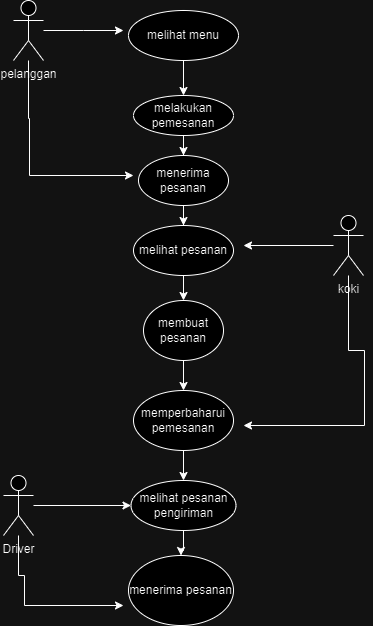 melihat menu
pelanggan
melakukan
pemesanan
menerima
pesanan
melihat pesanan
koki
membuat
pesanan
memperbaharui
pemesanan
melihat pesanan
pengiriman
Driver
menerima pesanan